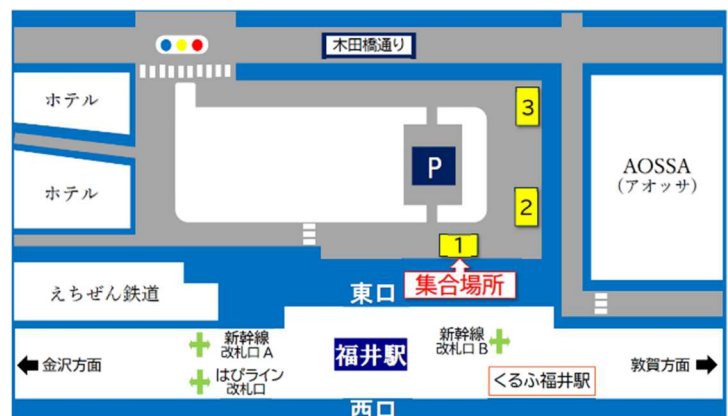 木田橋通り
ホテル
3
P
AOSSA
(アオッサ)
ホテル
2
1
集合場所
えちぜん鉄道
東口
新幹線
改札口 A
福井駅
新幹線
改札口 B
金沢方面
敦賀方面
はぴライン
改札口
くるふ福井駅
西口